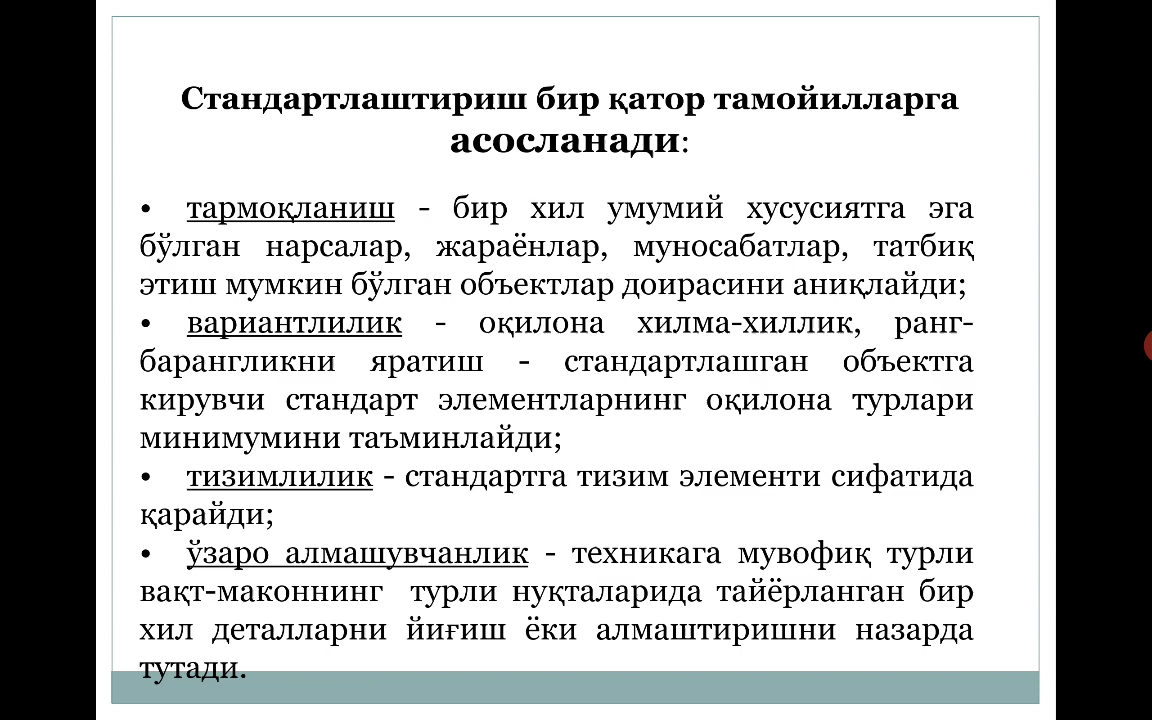 Стандартлаштириш бир қатор тамойилларга
асосланади:
• тармоқланиш - бир хил умумий хусусиятга эга
бўлган нарсалар, жараёнлар, муносабатлар, татбиқ
этиш мумкин бўлган объектлар доирасини аниқлайди;
• вариантлилик - оқилона хилма-хиллик, ранг-
барангликни яратиш - стандартлашган объектга
кирувчи стандарт элементларнинг оқилона турлари
минимумини таъминлайди;
• тизимлилик - стандартга тизим элементи сифатида
қарайди;
• ўзаро алмашувчанлик - техникага мувофиқ турли
вақт-маконнинг турли нуқталарида тайёрланган бир
хил деталларни йиғиш ёки алмаштиришни назарда
тутади.